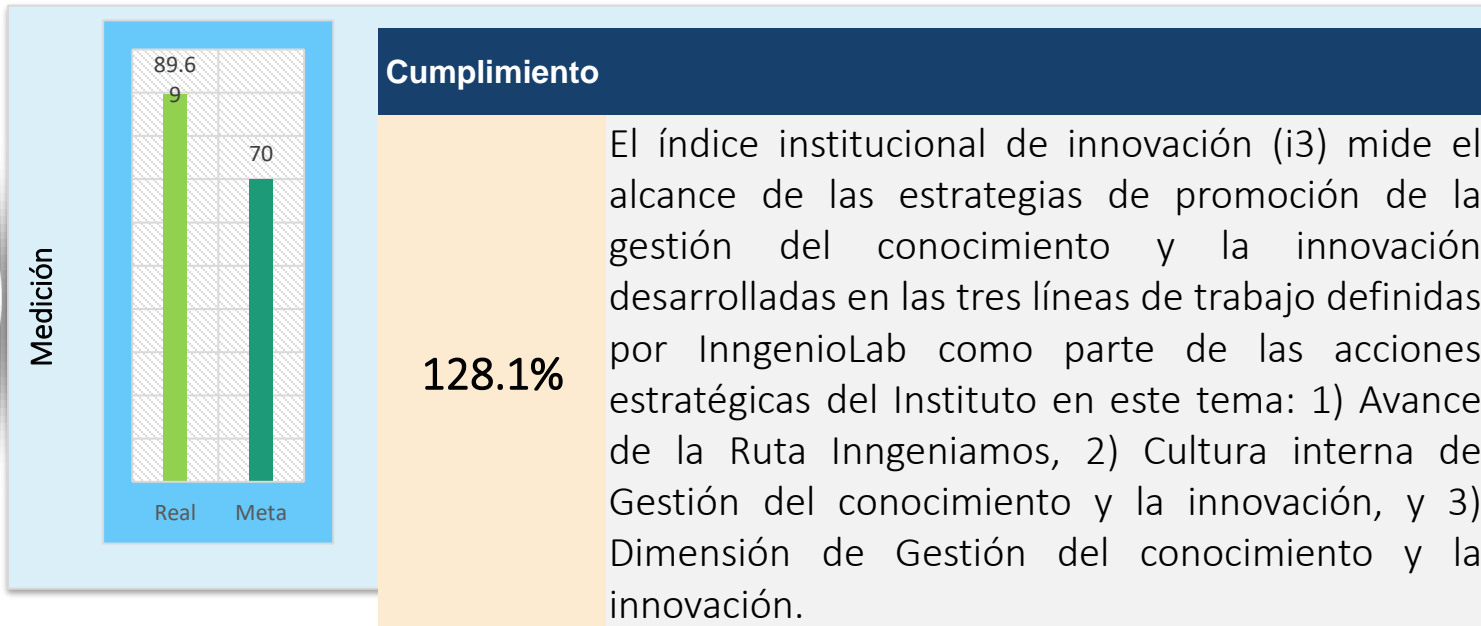 Medición
89.6
9
70
Real Meta
Cumplimiento
128.1%
El índice institucional de innovación (i3) mide el
alcance de las estrategias de promoción de la
gestión del conocimiento y la innovación
desarrolladas en las tres líneas de trabajo definidas
por InngenioLab como parte de las acciones
estratégicas del Instituto en este tema: 1) Avance
de la Ruta Inngeniamos, 2) Cultura interna de
Gestión del conocimiento y la innovación, y 3)
Dimensión de Gestión del conocimiento y la
innovación.